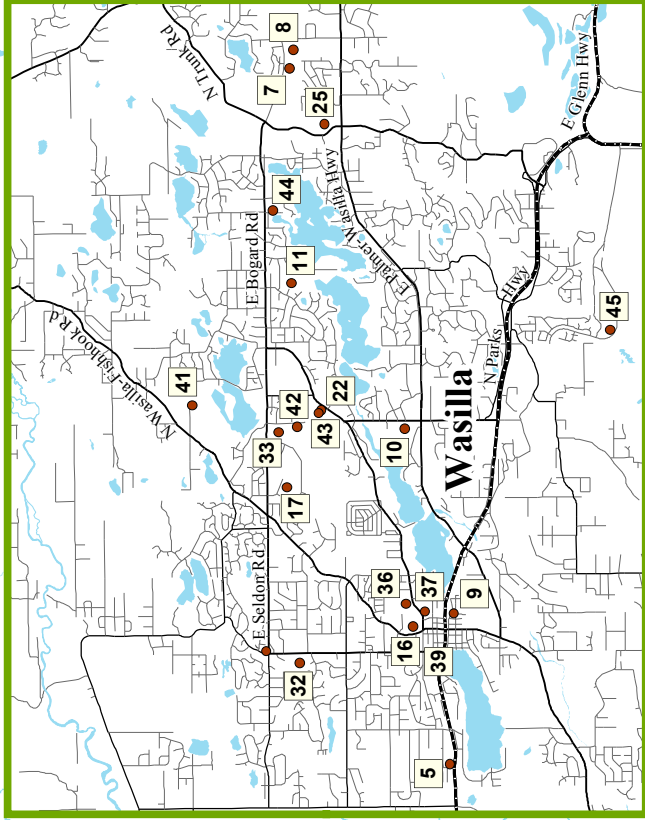 8
7
N Trunk Rd
25
E Glenn Hwy
44
E Bogard Rd
E Palmer-Wasilla Hwy
11
N Wasilla-Fishhook Rd
N Parks Hwy
45
41
22
42
43
33
10
Wasilla
17
E Seldon Rd
36
37
9
16
39
32
5